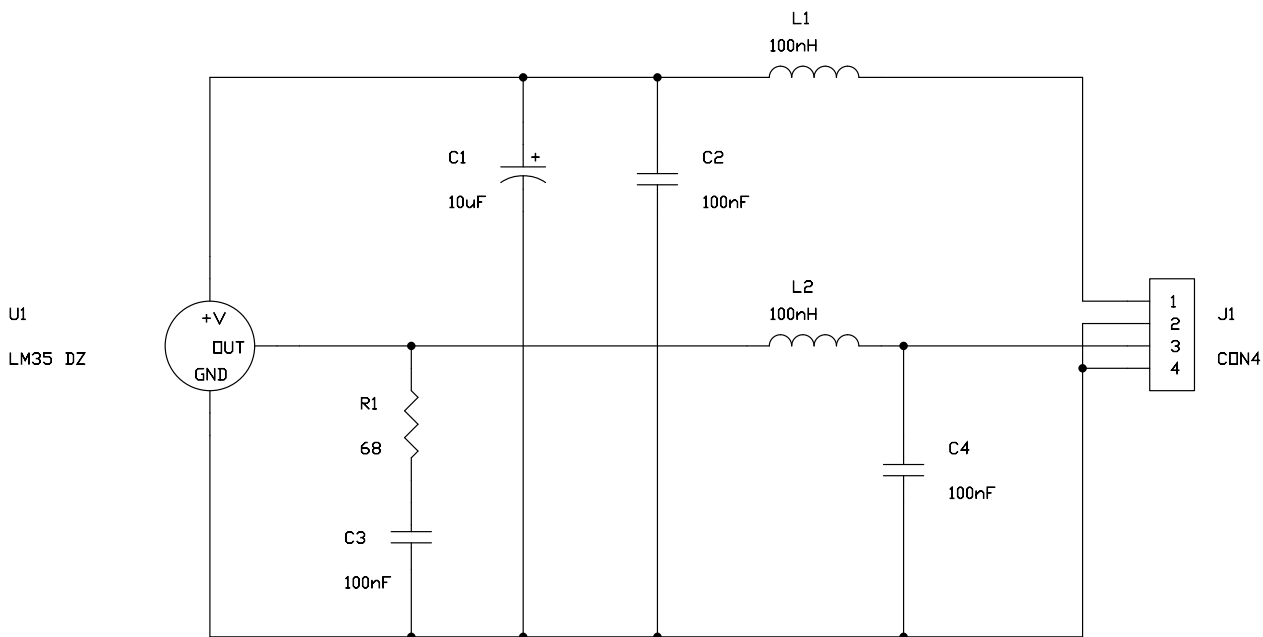 L1
100nH
C1
+
10uF
C2
100nF
L2
100nH
U1
LM35 DZ
+V
OUT
GND
1
2
3
4
J1
CON4
R1
68
C4
100nF
C3
100nF